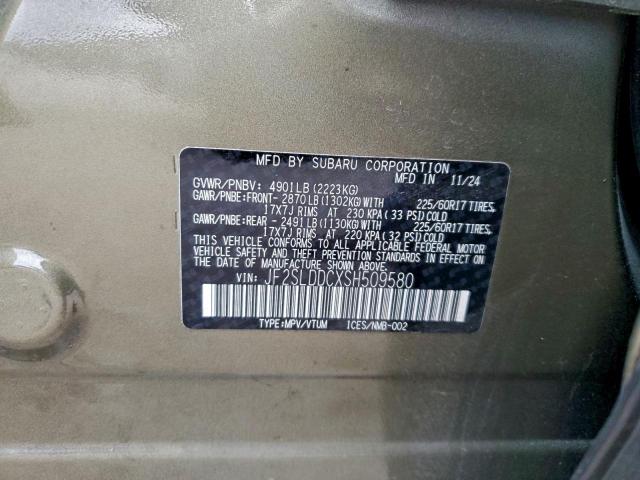 MFD BY SUBARU CORPORATION
MFD IN 11/24
GVWR/PNBV: 4901LB(2223KG)
GAWR/PNBE:FRONT- 2870LB(1302KG)WITH 225/60R17 TIRES,
17X7J RIMS AT 230 KPA(33 PSI)COLD
GAWR/PNBE:REAR - 2491LB(1130KG)WITH 225/60R17 TIRES,
17X7J RIMS AT 220 KPA(32 PSI)COLD
THIS VEHICLE CONFORMS TO ALL APPLICABLE FEDERAL MOTOR
VEHICLE SAFETY AND THEFT PREVENTION STANDARDS IN EFFECT ON
THE DATE OF MANUFACTURE SHOWN ABOVE.
VIN: JF2SLDDCXSH509580
TYPE:MPV/VTUM ICES/NMB-002